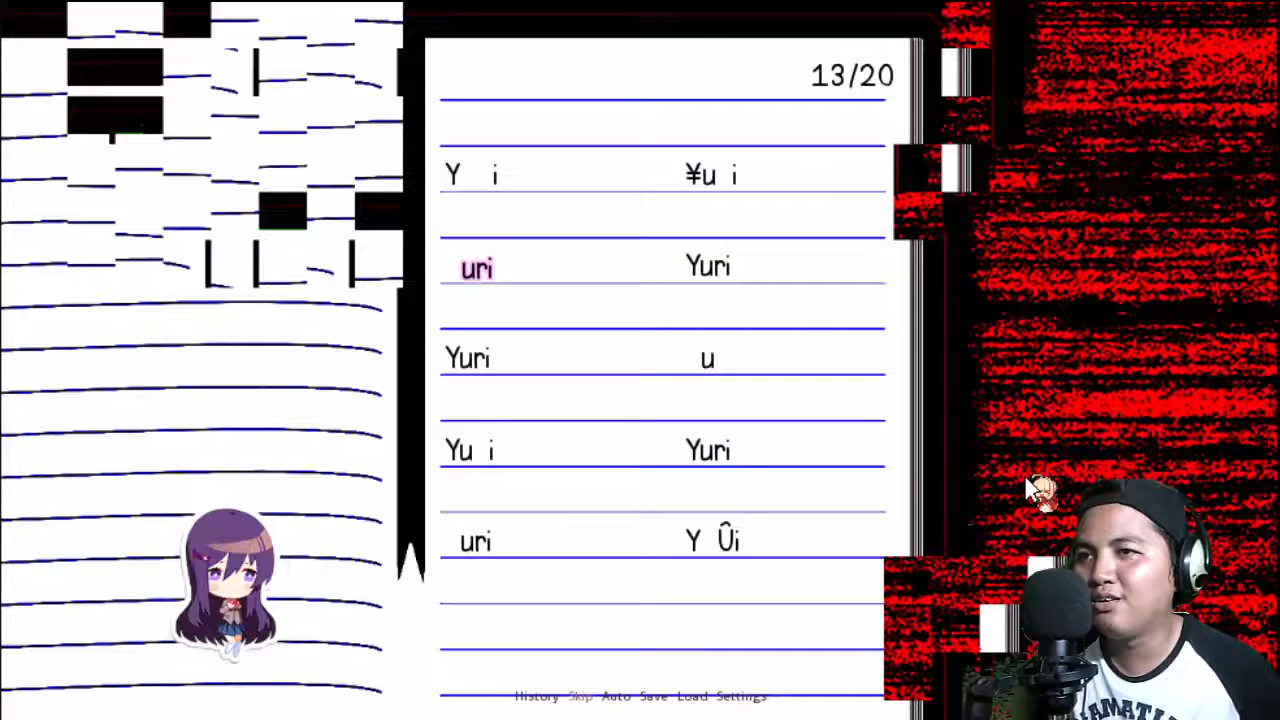 13/20
Y i ¥u i
uri Yuri
Yuri u
Yu i Yuri
uri Y Ûi
History Skip Auto Save Load Settings